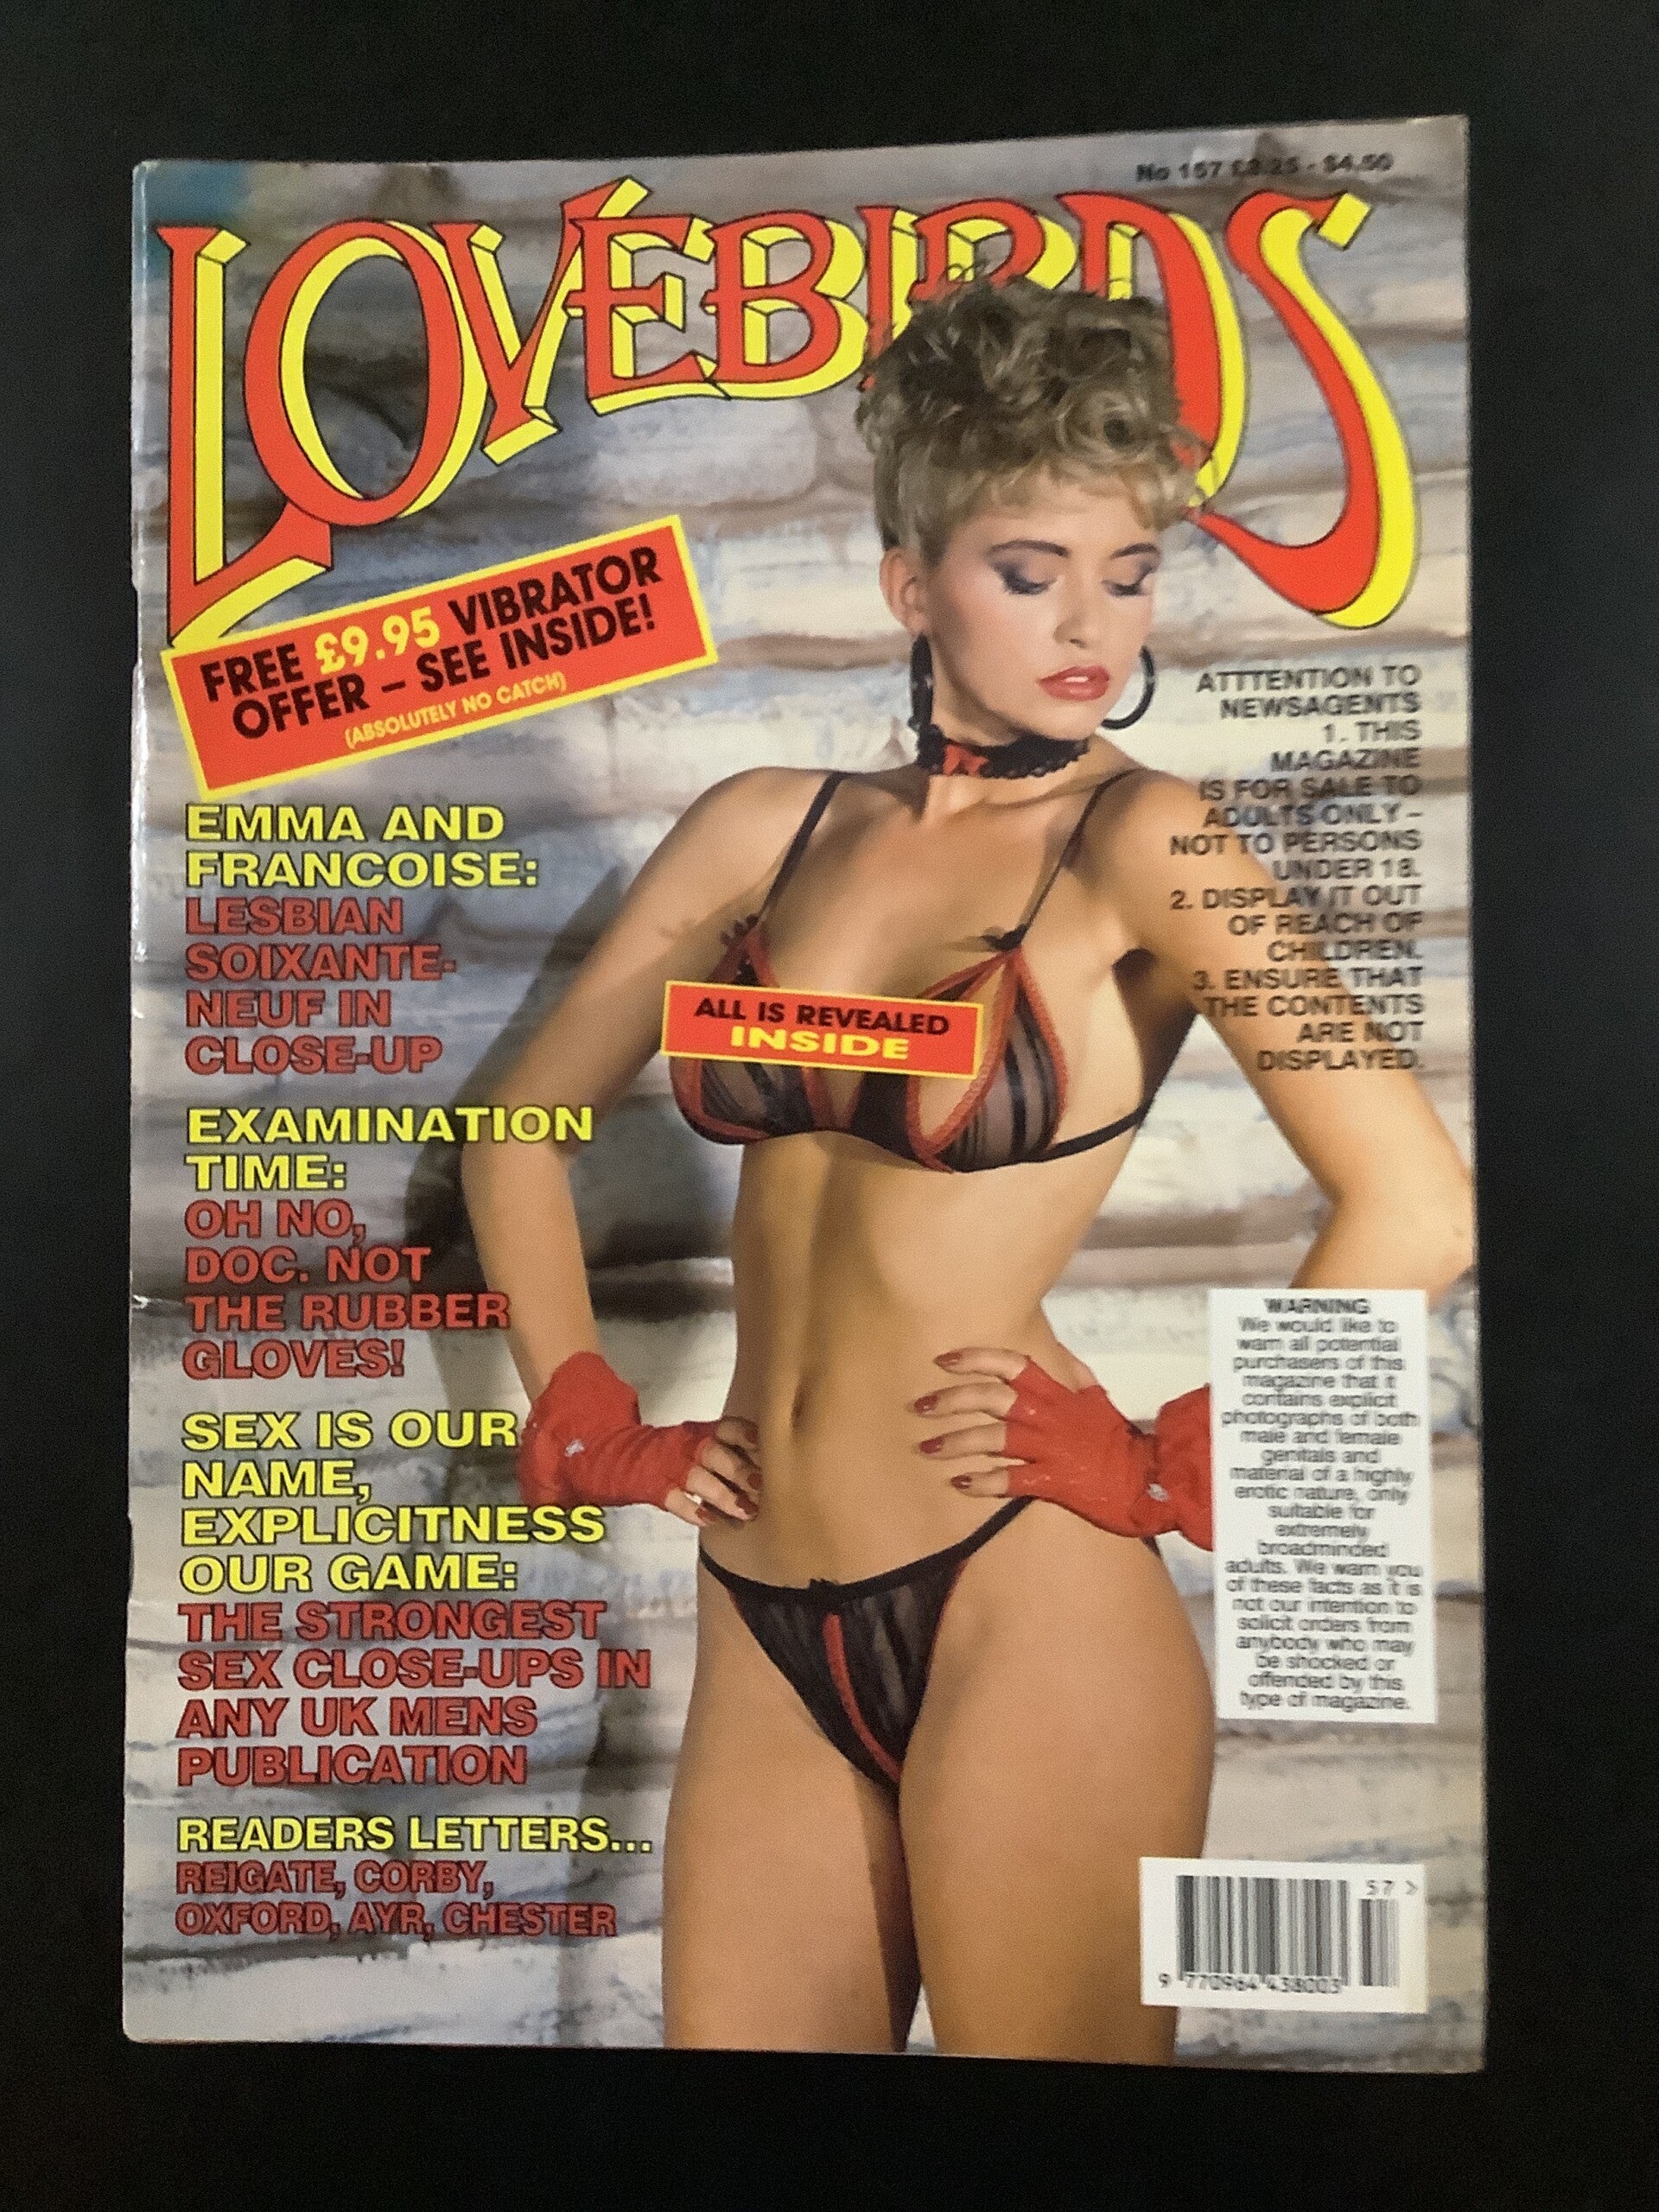 No 157 £3.25 - $4.50
LOVEBIRDS
FREE £9.95 VIBRATOR
OFFER – SEE INSIDE!
(ABSOLUTELY NO CATCH)
EMMA AND
FRANCOISE:
LESBIAN
SOIXANTE-
NEUF IN
CLOSE-UP
EXAMINATION
TIME:
OH NO,
DOC. NOT
THE RUBBER
GLOVES!
SEX IS OUR
NAME,
EXPLICITNESS
OUR GAME:
THE STRONGEST
SEX CLOSE-UPS IN
ANY UK MENS
PUBLICATION
READERS LETTERS...
REIGATE, CORBY,
OXFORD, AYR, CHESTER
ALL IS REVEALED
INSIDE
ATTTENTION TO
NEWSAGENTS
1. THIS
MAGAZINE
IS FOR SALE TO
ADULTS ONLY –
NOT TO PERSONS
UNDER 18.
2. DISPLAY IT OUT
OF REACH OF
CHILDREN.
3. ENSURE THAT
THE CONTENTS
ARE NOT
DISPLAYED.
WARNING
We would like to
warn all potential
purchasers of this
magazine that it
contains explicit
photographs of both
male and female
genitals and
material of a highly
erotic nature, only
suitable for
extremely
broadminded
adults. We warn you
of these facts as it is
not our intention to
solicit orders from
anybody who may
be shocked or
offended by this
type of magazine.
57 >
9 770964 438003